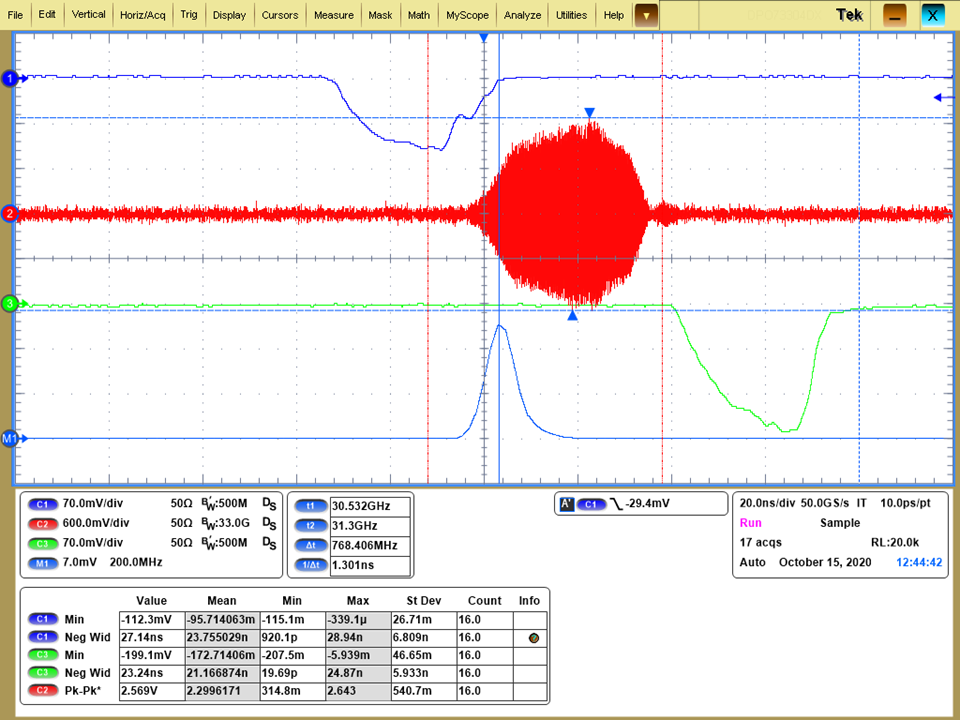 File Edit Vertical Horiz/Acq Trig Display Cursors Measure Mask Math MyScope Analyze Utilities Help Tek X
1
2
3
M1
C1 70.0mV/div 50Ω BW:500M DS
C2 600.0mV/div 50Ω BW:33.0G DS
C3 70.0mV/div 50Ω BW:500M DS
M1 7.0mV 200.0MHz
t1 30.532GHz
t2 31.3GHz
Δt 768.406MHz
1/Δt 1.301ns
A' C1 -29.4mV
20.0ns/div 50.0GS/s IT 10.0ps/pt
Run Sample
17 acqs RL:20.0k
Auto October 15, 2020 12:44:42
Value Mean Min Max St Dev Count Info
C1 Min -112.3mV -95.714063m -115.1m -339.1µ 26.71m 16.0
C1 Neg Wid 27.14ns 23.755029n 920.1p 28.94n 6.809n 16.0
C3 Min -199.1mV -172.71406m -207.5m -5.939m 46.65m 16.0
C3 Neg Wid 23.24ns 21.166874n 19.69p 24.87n 5.933n 16.0
C2 Pk-Pk* 2.569V 2.2996171 314.8m 2.643 540.7m 16.0